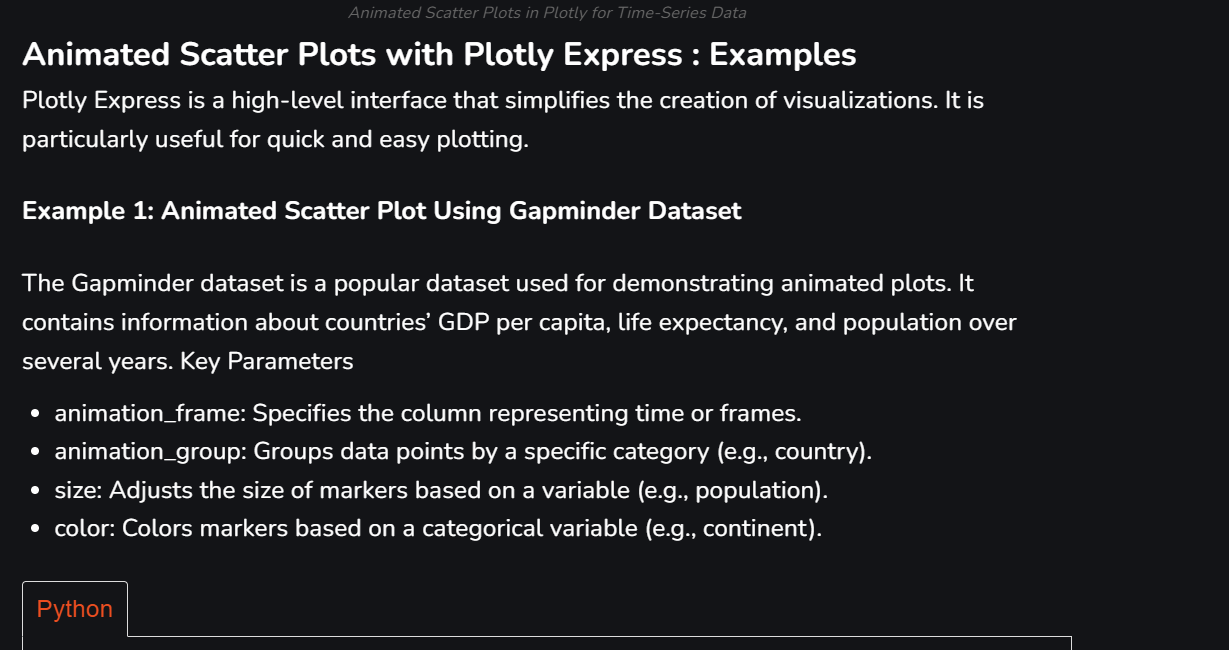 Animated Scatter Plots in Plotly for Time-Series Data
Animated Scatter Plots with Plotly Express : Examples
Plotly Express is a high-level interface that simplifies the creation of visualizations. It is
particularly useful for quick and easy plotting.
Example 1: Animated Scatter Plot Using Gapminder Dataset
The Gapminder dataset is a popular dataset used for demonstrating animated plots. It
contains information about countries’ GDP per capita, life expectancy, and population over
several years. Key Parameters
• animation_frame: Specifies the column representing time or frames.
• animation_group: Groups data points by a specific category (e.g., country).
• size: Adjusts the size of markers based on a variable (e.g., population).
• color: Colors markers based on a categorical variable (e.g., continent).
Python